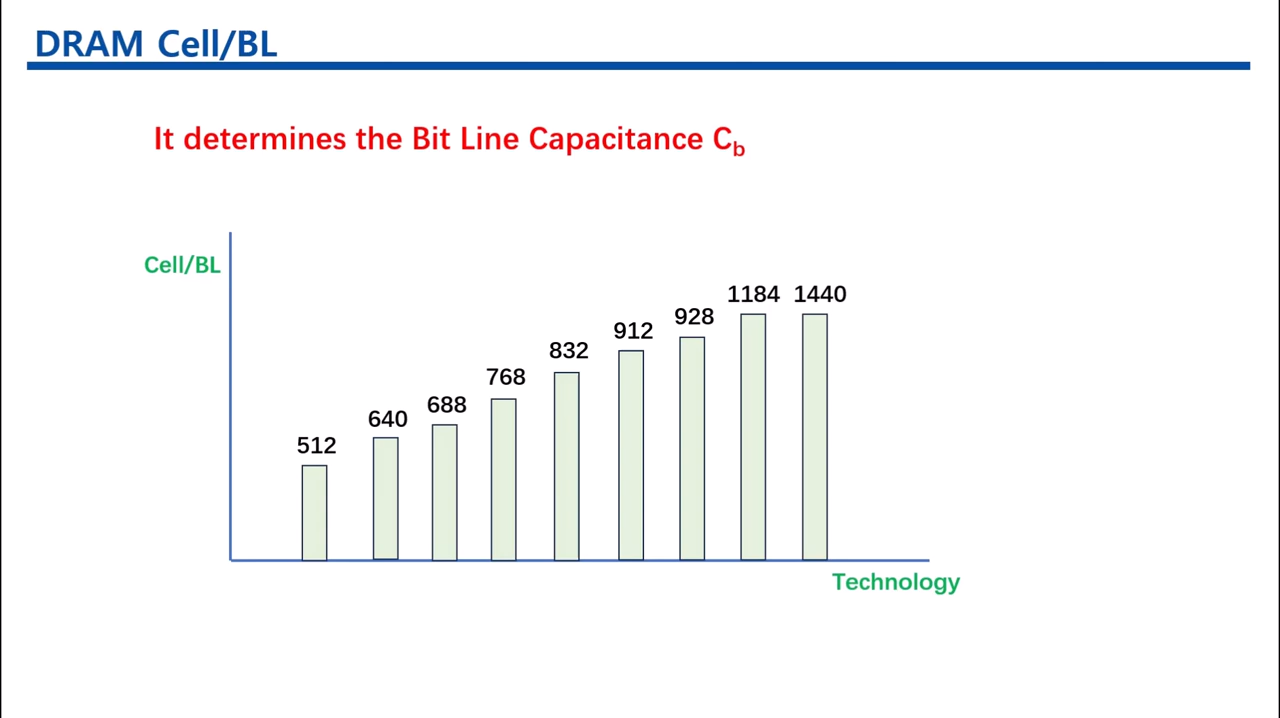 DRAM Cell/BL
It determines the Bit Line Capacitance Cb
Cell/BL
512
640
688
768
832
912
928
1184
1440
Technology